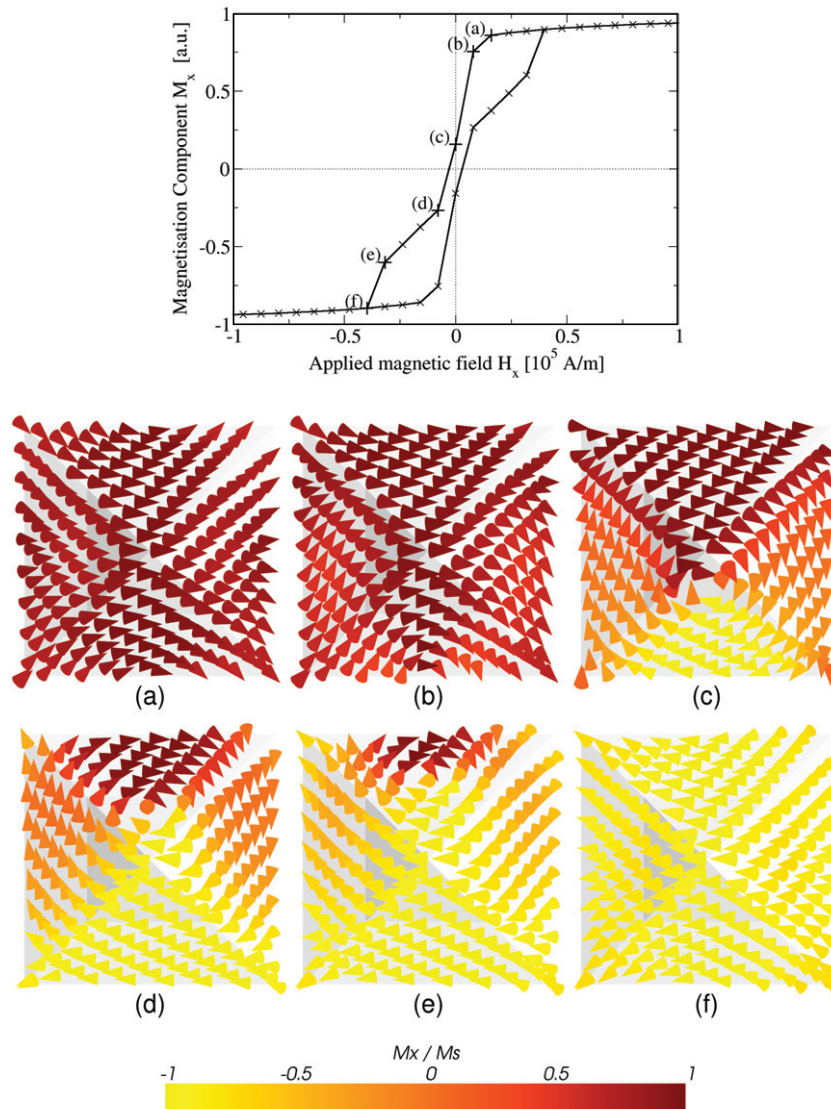 1
(a)
(b)
0.5
(c)
0
(d)
-0.5
(e)
(f)
-1
-1 -0.5 0 0.5 1
Magnetisation Component Mx [a.u.]
Applied magnetic field Hx [10^5 A/m]
(a) (b) (c)
(d) (e) (f)
Mx / Ms
-1 -0.5 0 0.5 1